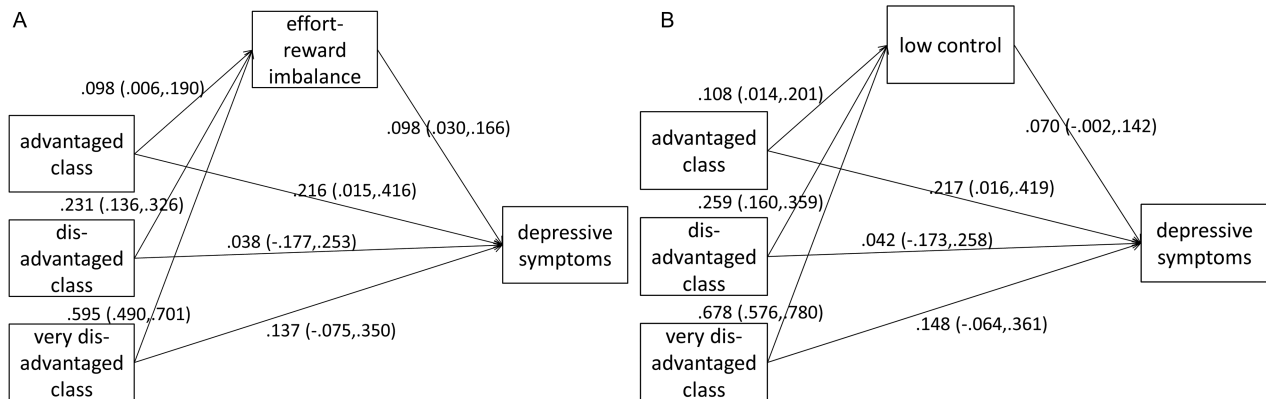 A
effort-
reward
imbalance
.098 (.006,.190)
advantaged
class
.098 (.030,.166)
.216 (.015,.416)
.231 (.136,.326)
dis-
advantaged
class
.038 (-.177,.253)
depressive
symptoms
.595 (.490,.701)
very dis-
advantaged
class
.137 (-.075,.350)
B
low control
.108 (.014,.201)
advantaged
class
.070 (-.002,.142)
.217 (.016,.419)
.259 (.160,.359)
dis-
advantaged
class
.042 (-.173,.258)
depressive
symptoms
.678 (.576,.780)
very dis-
advantaged
class
.148 (-.064,.361)